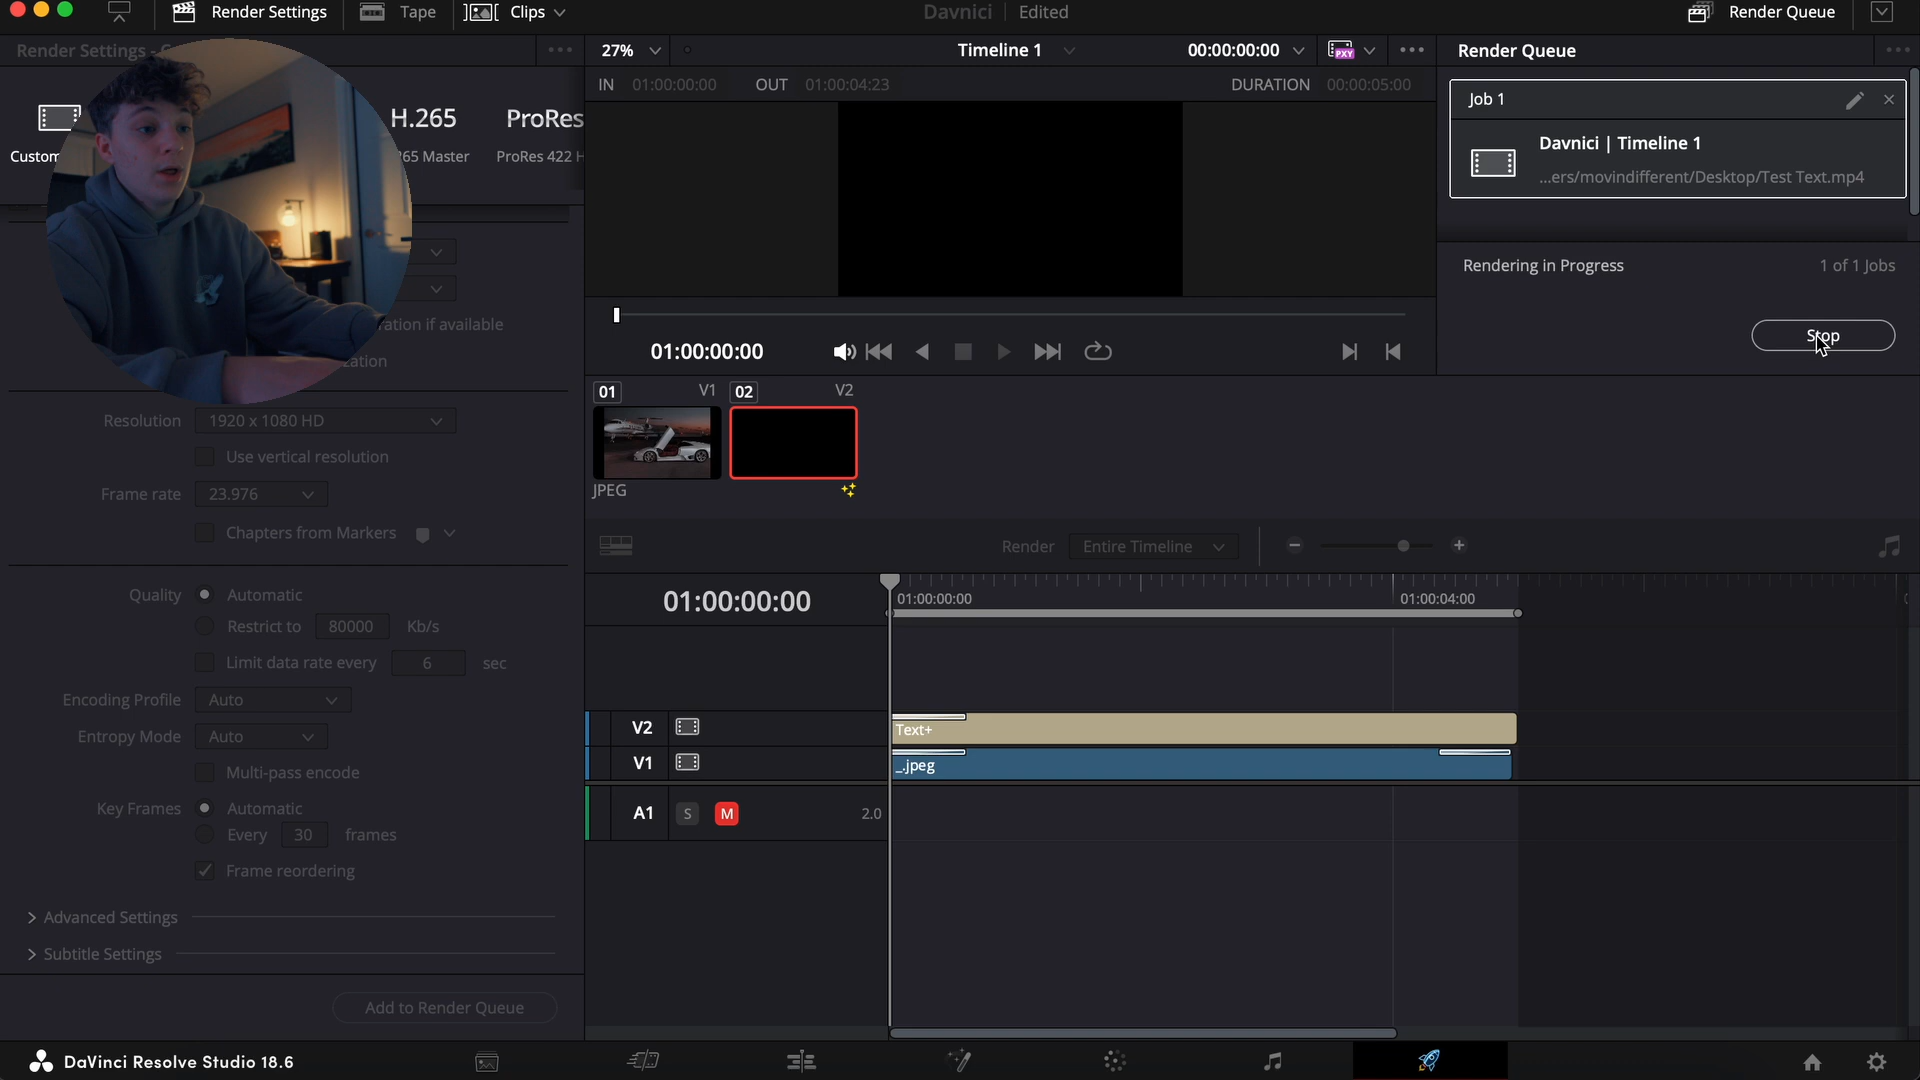 Render Settings
Tape
Clips
Davnici
Edited
Render Queue
Render Settings - C
27%
Timeline 1
00:00:00:00
PXY
Render Queue
IN 01:00:00:00
OUT 01:00:04:23
DURATION 00:00:05:00
Job 1
H.265
ProRes
Custom
65 Master
ProRes 422 H
Davnici | Timeline 1
...ers/movindifferent/Desktop/Test Text.mp4
Rendering in Progress
1 of 1 Jobs
Stop
ration if available
zation
01:00:00:00
01
V1
02
V2
JPEG
Resolution
1920 x 1080 HD
Use vertical resolution
Frame rate
23.976
Chapters from Markers
Render
Entire Timeline
Quality
Automatic
Restrict to
80000
Kb/s
Limit data rate every
6
sec
Encoding Profile
Auto
Entropy Mode
Auto
Multi-pass encode
Key Frames
Automatic
Every
30
frames
Frame reordering
Advanced Settings
Subtitle Settings
Add to Render Queue
01:00:00:00
01:00:00:00
01:00:04:00
V2
Text+
V1
_.jpeg
A1
S
M
2.0
DaVinci Resolve Studio 18.6